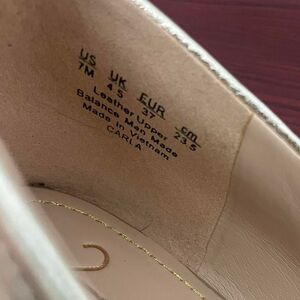 US UK EUR cm
7M 4.5 37 23.5
Leather Upper
Balance Man Made
Made in Vietnam
CARLA